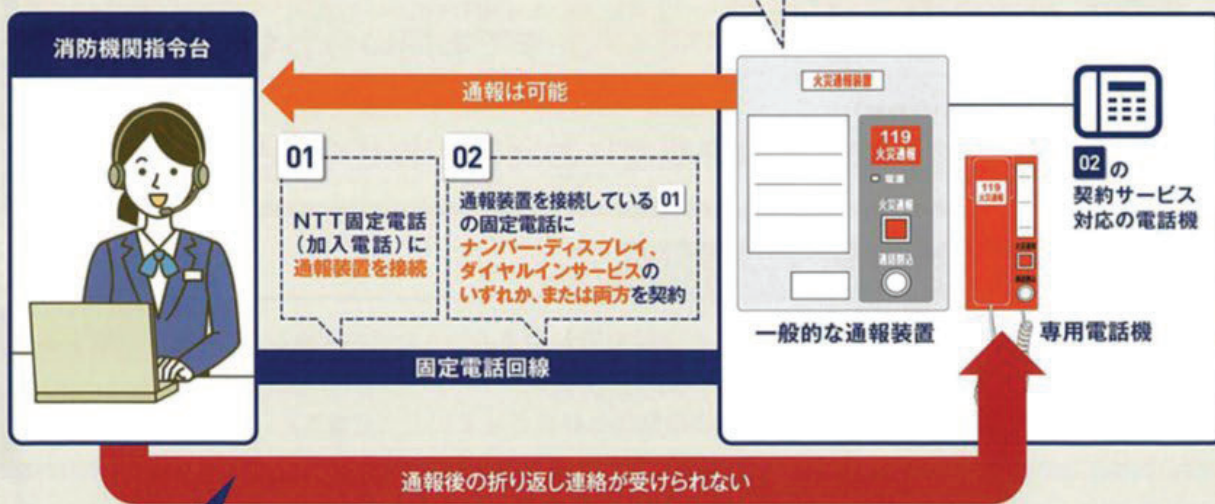 消防機関指令台
通報は可能
01
NTT固定電話
(加入電話)に
通報装置を接続
02
通報装置を接続している 01
の固定電話に
ナンバー・ディスプレイ、
ダイヤルインサービスの
いずれか、または両方を契約
固定電話回線
火災通報装置
119
火災通報
電源
火災通報
通話割込
一般的な通報装置
119
火災通報
火災通報
専用電話機
02 の
契約サービス
対応の電話機
通報後の折り返し連絡が受けられない